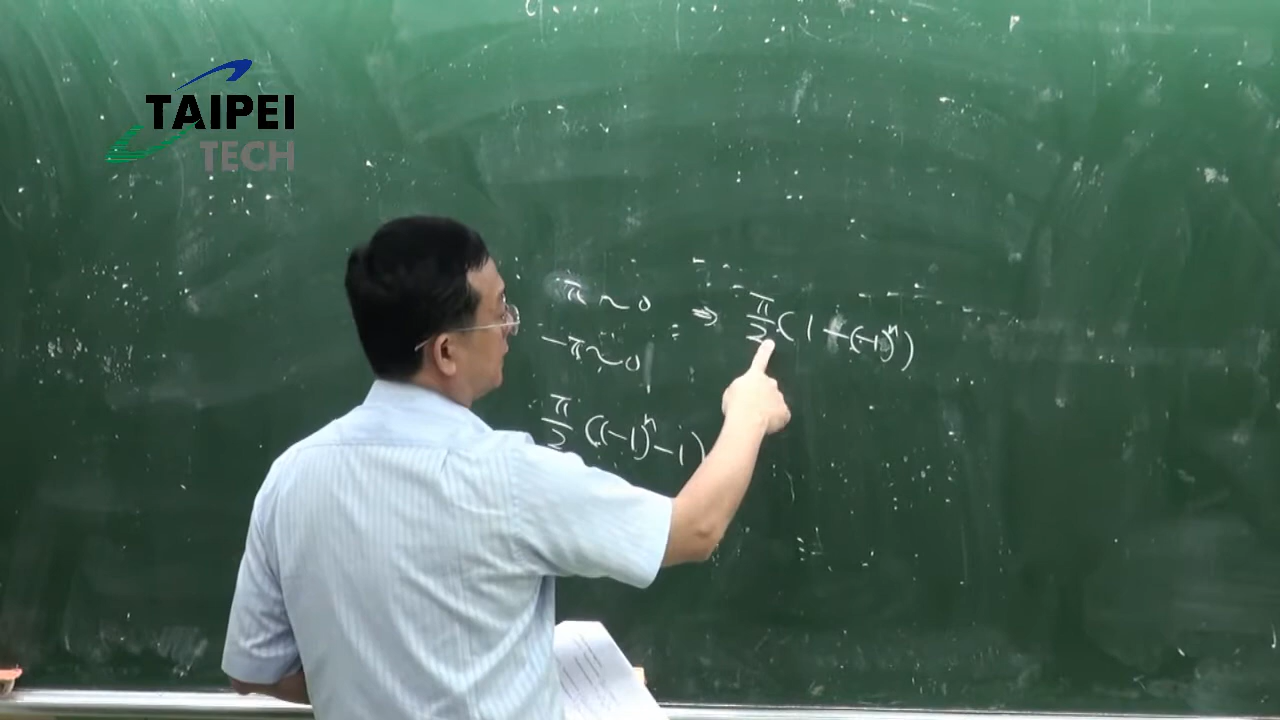 TAIPEI
TECH
π ~ 0 ⇒ π/2 (1 - (-1)^n)
-π ~ 0
π/2 ((-1)^n - 1)